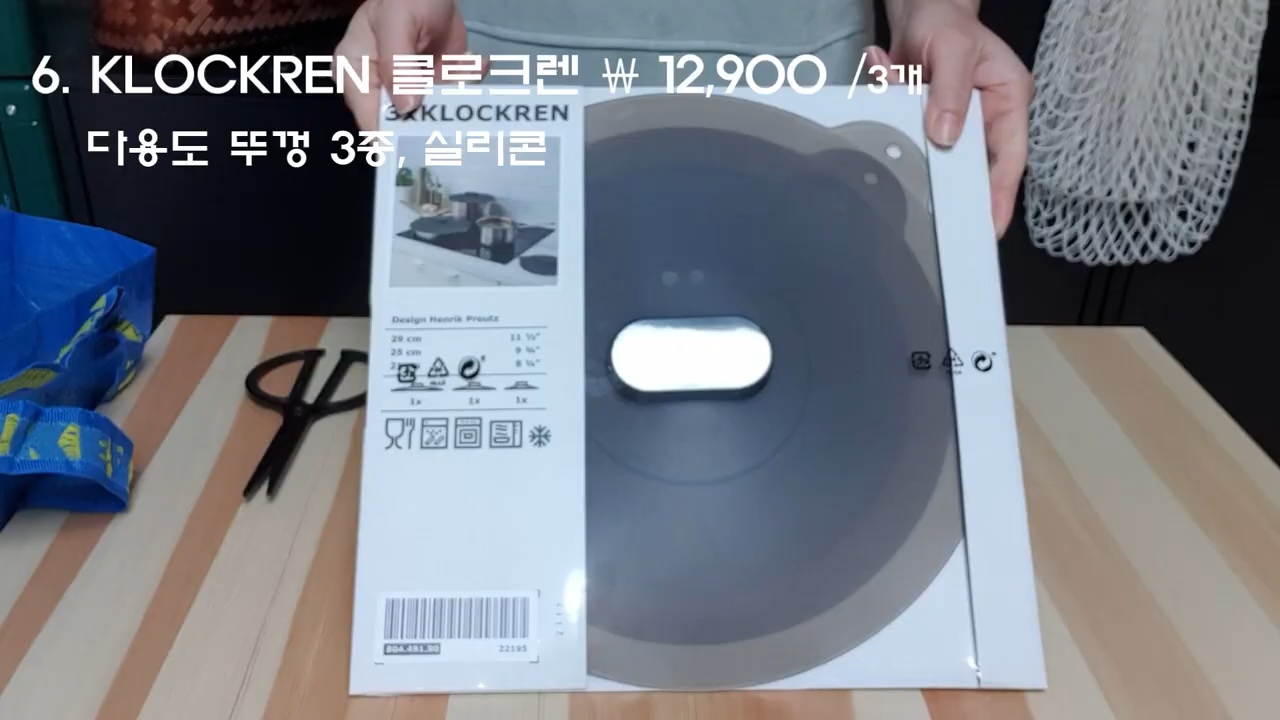 6. KLOCKREN 클로크렌 ₩ 12,900 /3개
다용도 뚜껑 3종, 실리콘
3xKLOCKREN
Design Henrik Preutz
29 cm 11 ½"
25 cm 9 ¾"
8 ¼"
1x 1x 1x
804.491.90 22195